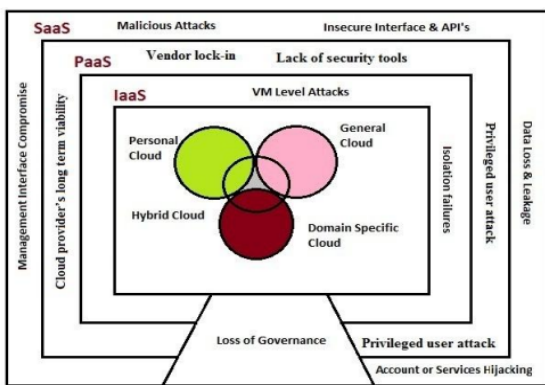 SaaS
Malicious Attacks
Insecure Interface & API's
PaaS
Vendor lock-in
Lack of security tools
IaaS
VM Level Attacks
Personal
Cloud
General
Cloud
Hybrid Cloud
Domain Specific
Cloud
Management Interface Compromise
Cloud provider's long term viability
Isolation failures
Privileged user attack
Data Loss & Leakage
Loss of Governance
Privileged user attack
Account or Services Hijacking